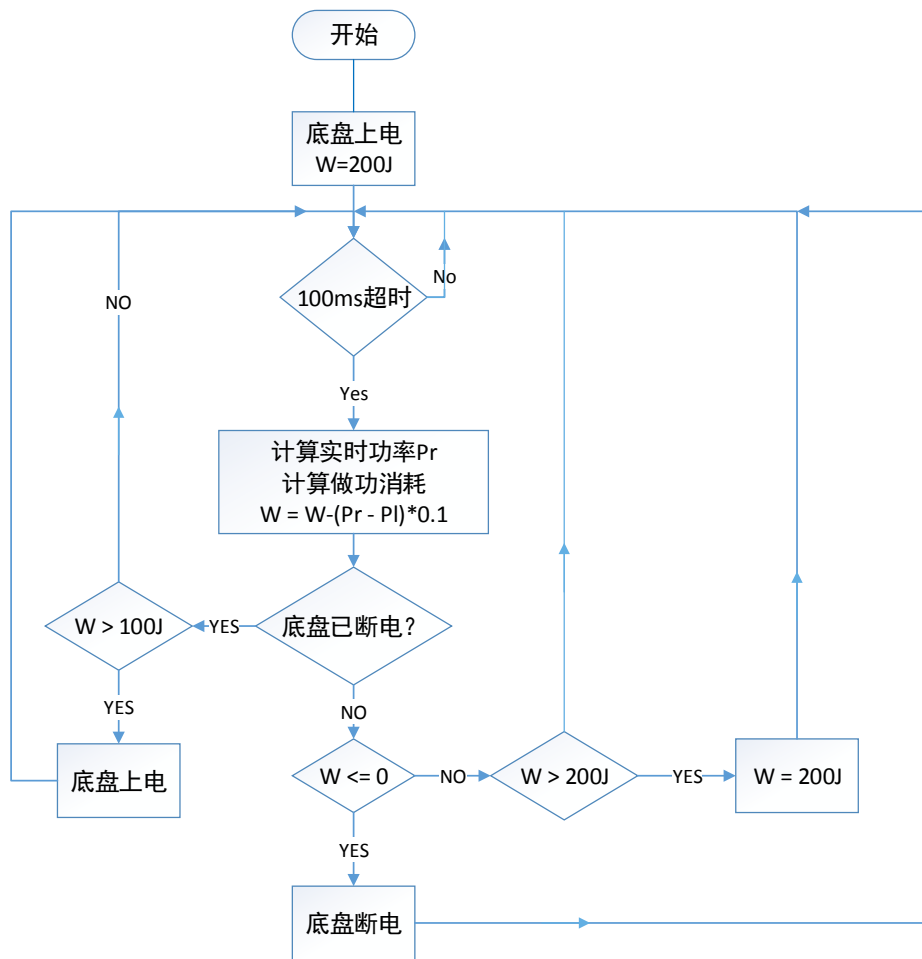 开始
底盘上电
W=200J
No
100ms超时
NO
Yes
计算实时功率Pr
计算做功消耗
W = W-(Pr - Pl)*0.1
W > 100J
YES
底盘已断电？
YES
NO
底盘上电
W <= 0
NO
W > 200J
YES
W = 200J
YES
底盘断电